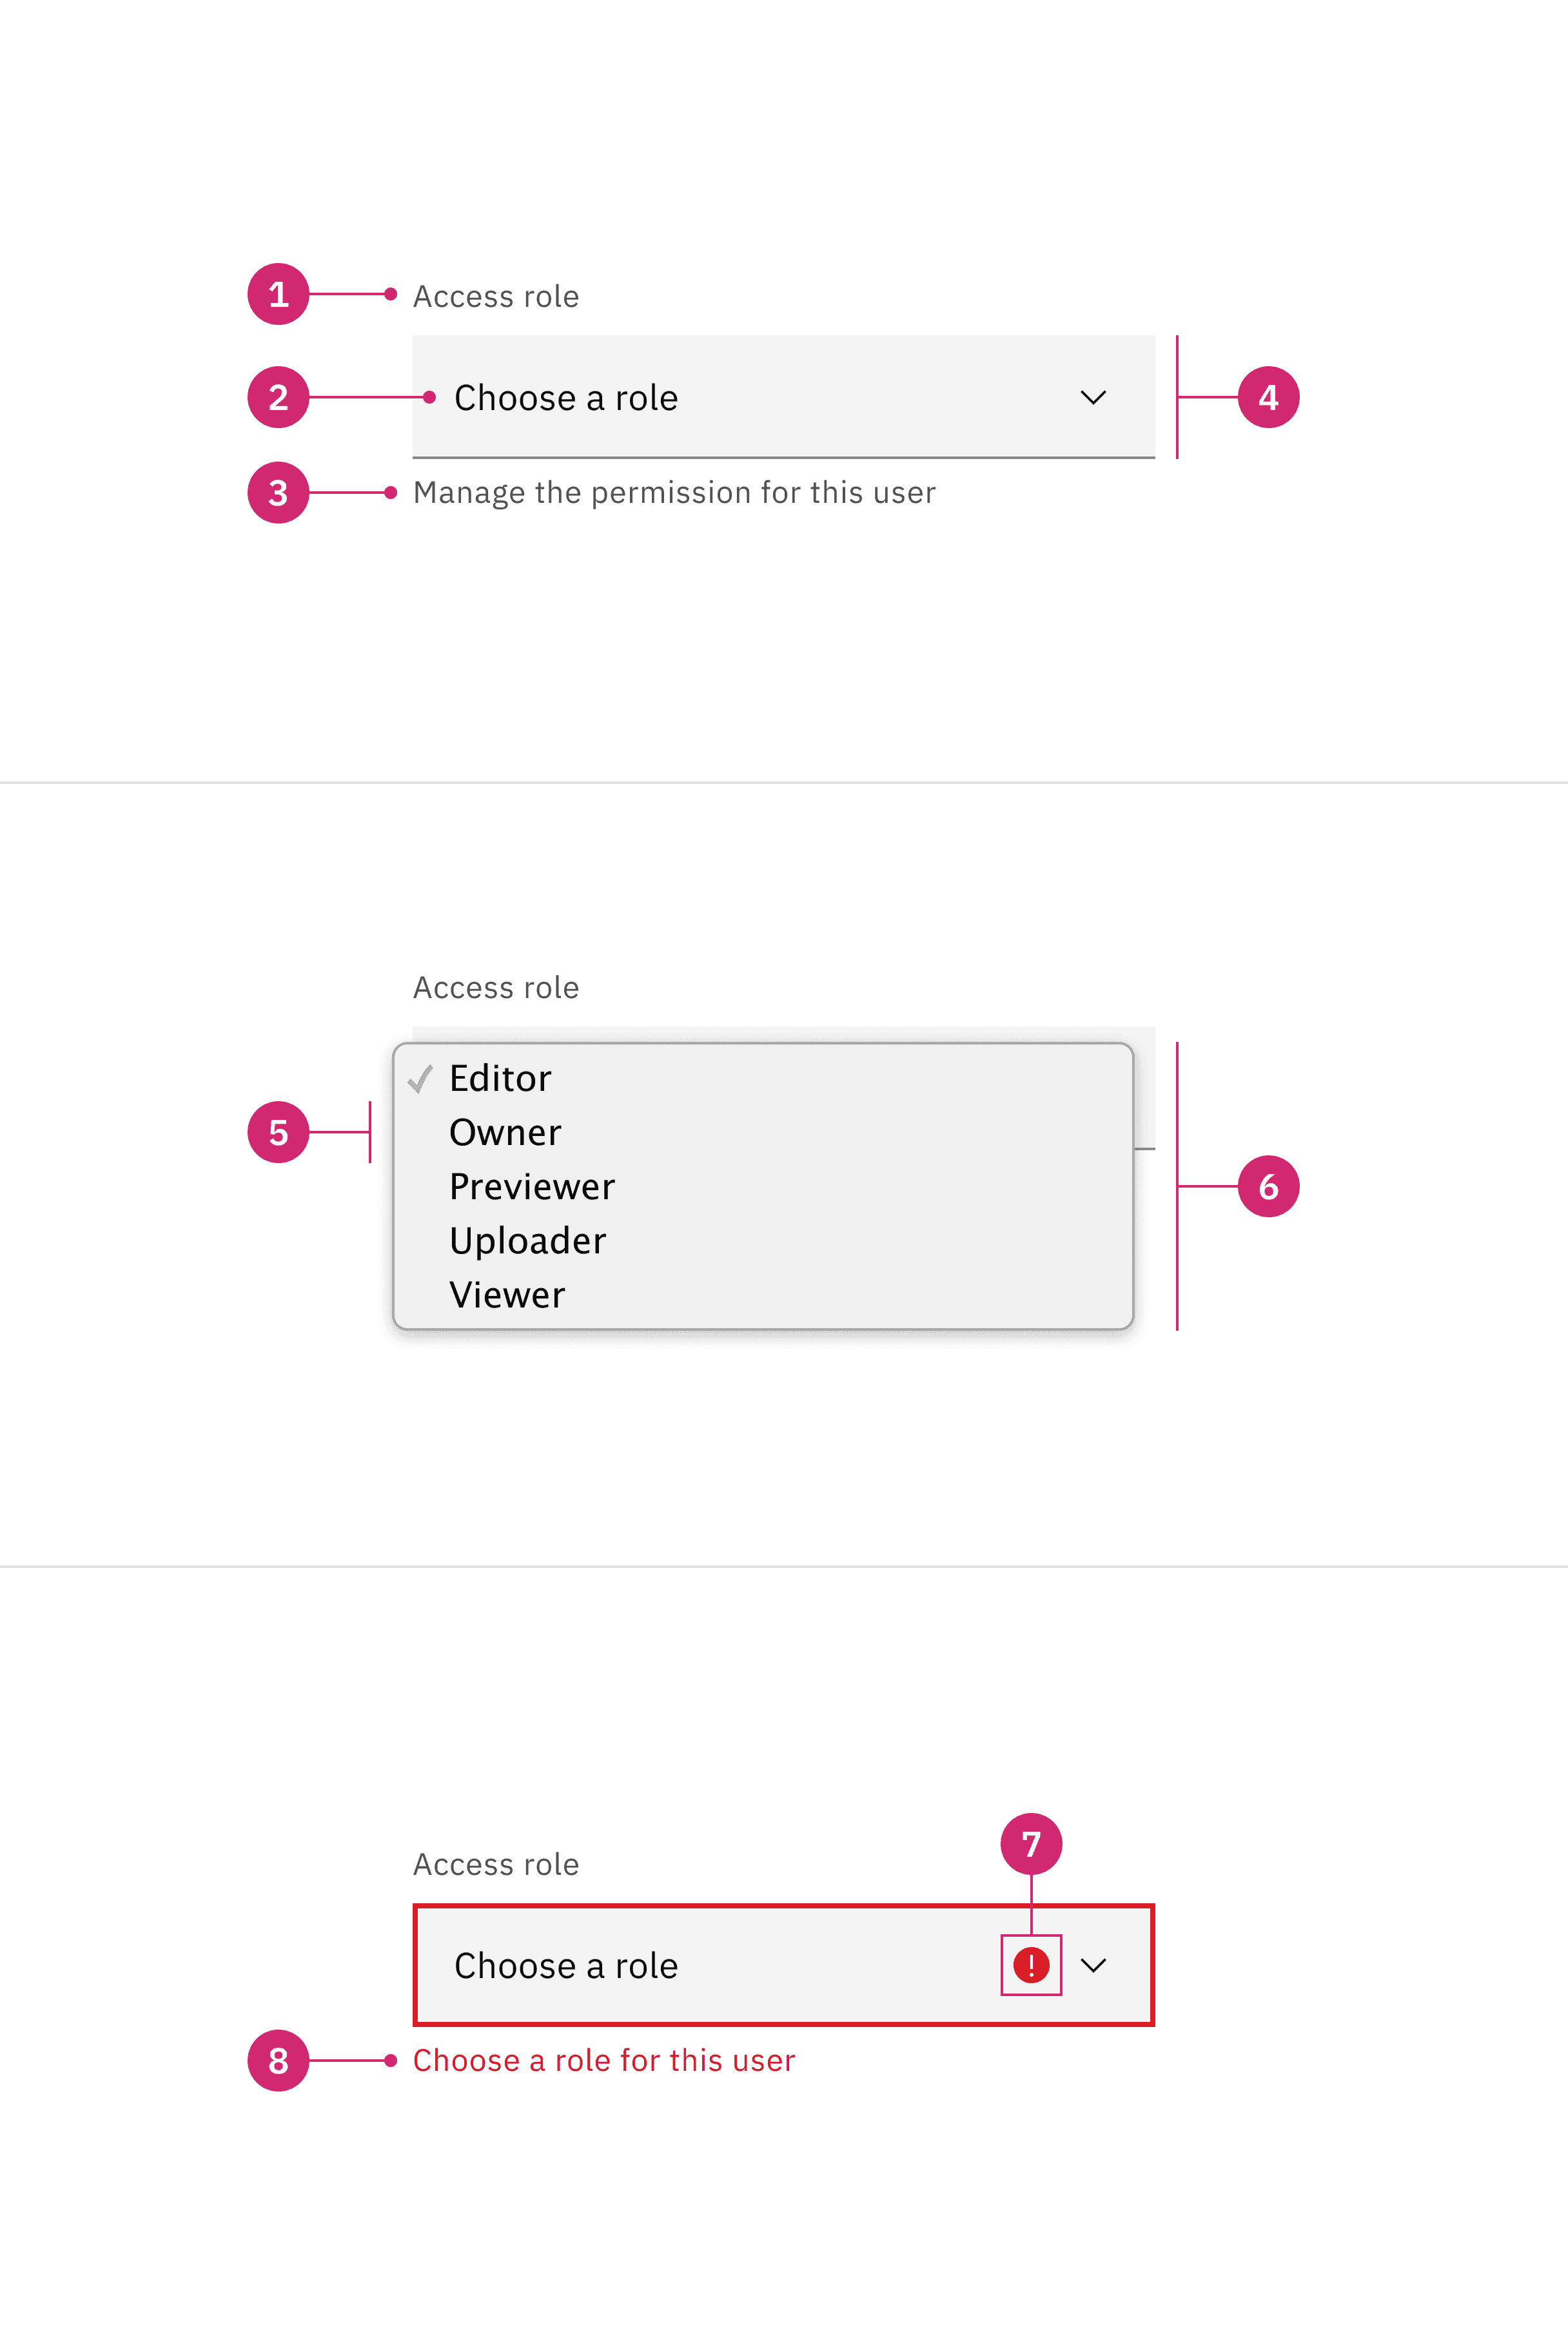 1 Access role
2 Choose a role 4
3 Manage the permission for this user
Access role
Editor
5 Owner
Previewer 6
Uploader
Viewer
7
Access role
Choose a role !
8 Choose a role for this user